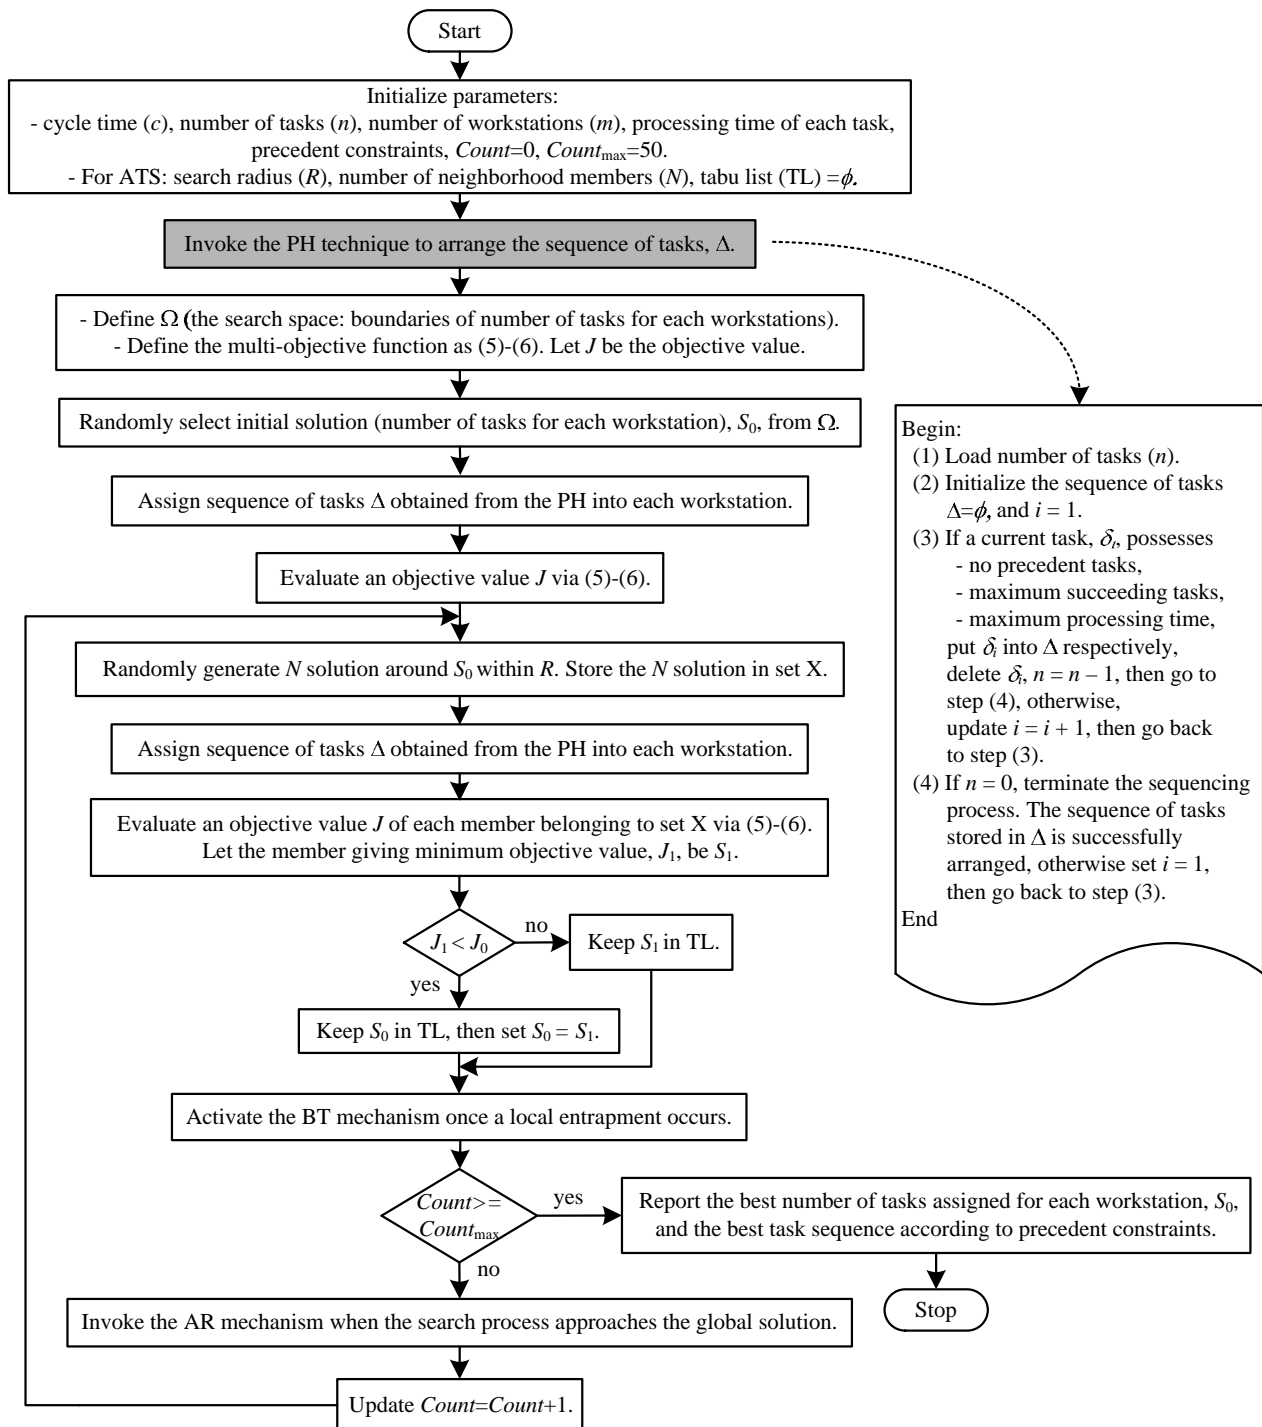 Start
Initialize parameters:
- cycle time (c), number of tasks (n), number of workstations (m), processing time of each task,
precedent constraints, Count=0, Countmax=50.
- For ATS: search radius (R), number of neighborhood members (N), tabu list (TL) =ϕ.
Invoke the PH technique to arrange the sequence of tasks, Δ.
- Define Ω (the search space: boundaries of number of tasks for each workstations).
- Define the multi-objective function as (5)-(6). Let J be the objective value.
Randomly select initial solution (number of tasks for each workstation), S0, from Ω.
Assign sequence of tasks Δ obtained from the PH into each workstation.
Evaluate an objective value J via (5)-(6).
Randomly generate N solution around S0 within R. Store the N solution in set X.
Assign sequence of tasks Δ obtained from the PH into each workstation.
Evaluate an objective value J of each member belonging to set X via (5)-(6).
Let the member giving minimum objective value, J1, be S1.
J1 < J0
no
Keep S1 in TL.
yes
Keep S0 in TL, then set S0 = S1.
Activate the BT mechanism once a local entrapment occurs.
Count>=
Countmax
yes
Report the best number of tasks assigned for each workstation, S0,
and the best task sequence according to precedent constraints.
no
Stop
Invoke the AR mechanism when the search process approaches the global solution.
Update Count=Count+1.
Begin:
(1) Load number of tasks (n).
(2) Initialize the sequence of tasks
Δ=ϕ, and i = 1.
(3) If a current task, δi, possesses
- no precedent tasks,
- maximum succeeding tasks,
- maximum processing time,
put δi into Δ respectively,
delete δi, n = n – 1, then go to
step (4), otherwise,
update i = i + 1, then go back
to step (3).
(4) If n = 0, terminate the sequencing
process. The sequence of tasks
stored in Δ is successfully
arranged, otherwise set i = 1,
then go back to step (3).
End